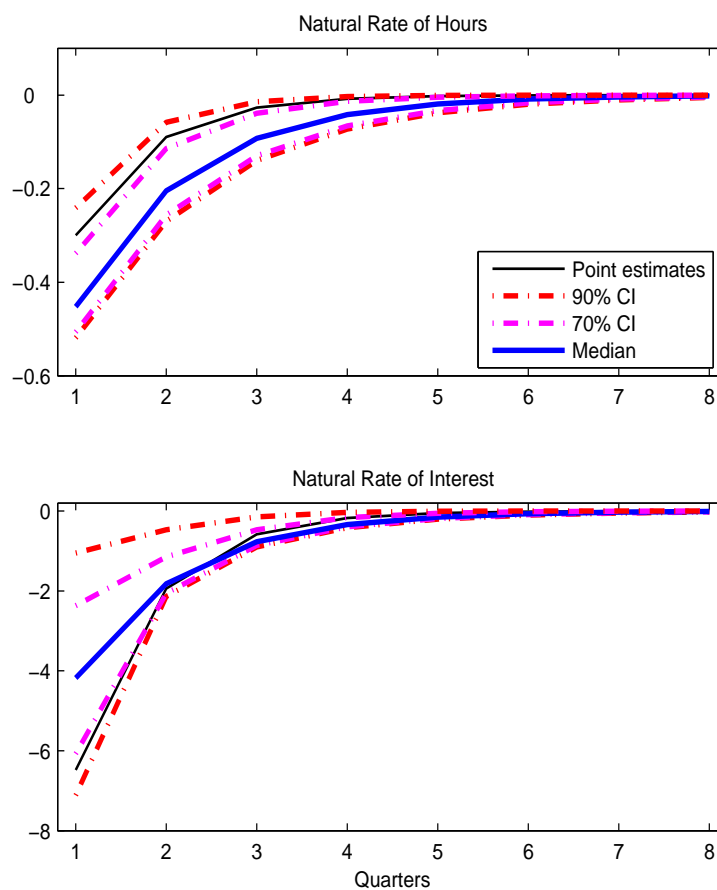 Natural Rate of Hours
0
−0.2
−0.4
−0.6
Point estimates
90% CI
70% CI
Median
1 2 3 4 5 6 7 8
Natural Rate of Interest
0
−2
−4
−6
−8
1 2 3 4 5 6 7 8
Quarters